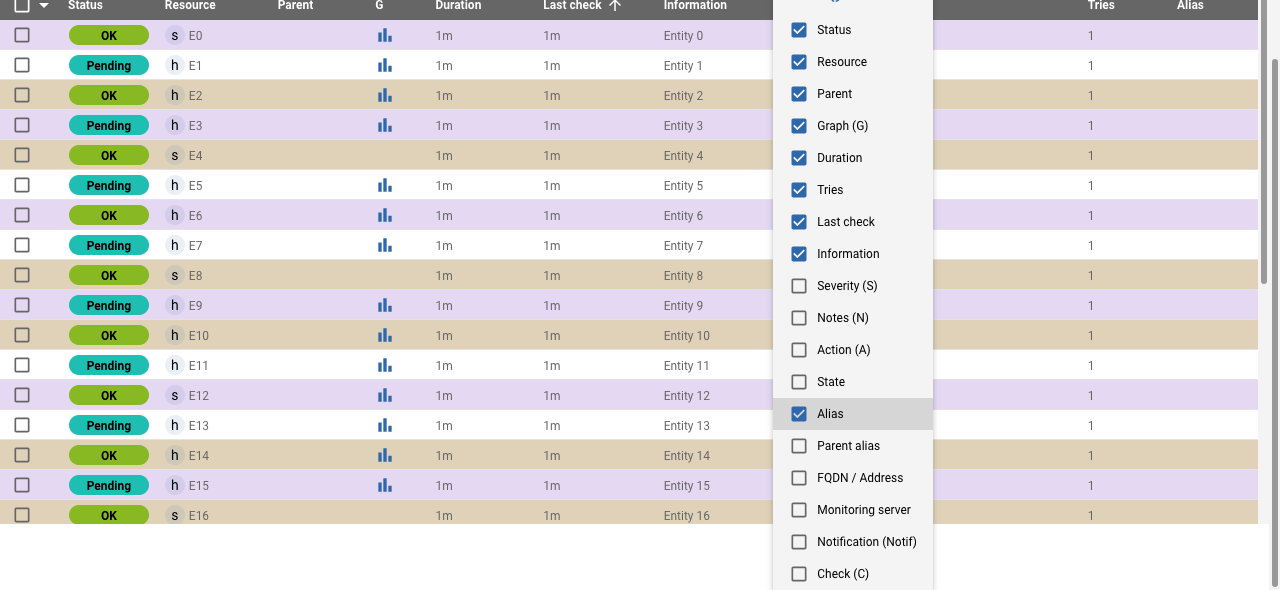 Status Resource Parent G Duration Last check Information Tries Alias
OK s E0 1m 1m Entity 0 1
Pending h E1 1m 1m Entity 1 1
OK h E2 1m 1m Entity 2 1
Pending h E3 1m 1m Entity 3 1
OK s E4 1m 1m Entity 4 1
Pending h E5 1m 1m Entity 5 1
OK h E6 1m 1m Entity 6 1
Pending h E7 1m 1m Entity 7 1
OK s E8 1m 1m Entity 8 1
Pending h E9 1m 1m Entity 9 1
OK h E10 1m 1m Entity 10 1
Pending h E11 1m 1m Entity 11 1
OK s E12 1m 1m Entity 12 1
Pending h E13 1m 1m Entity 13 1
OK h E14 1m 1m Entity 14 1
Pending h E15 1m 1m Entity 15 1
OK s E16 1m 1m Entity 16 1
Status
Resource
Parent
Graph (G)
Duration
Tries
Last check
Information
Severity (S)
Notes (N)
Action (A)
State
Alias
Parent alias
FQDN / Address
Monitoring server
Notification (Notif)
Check (C)